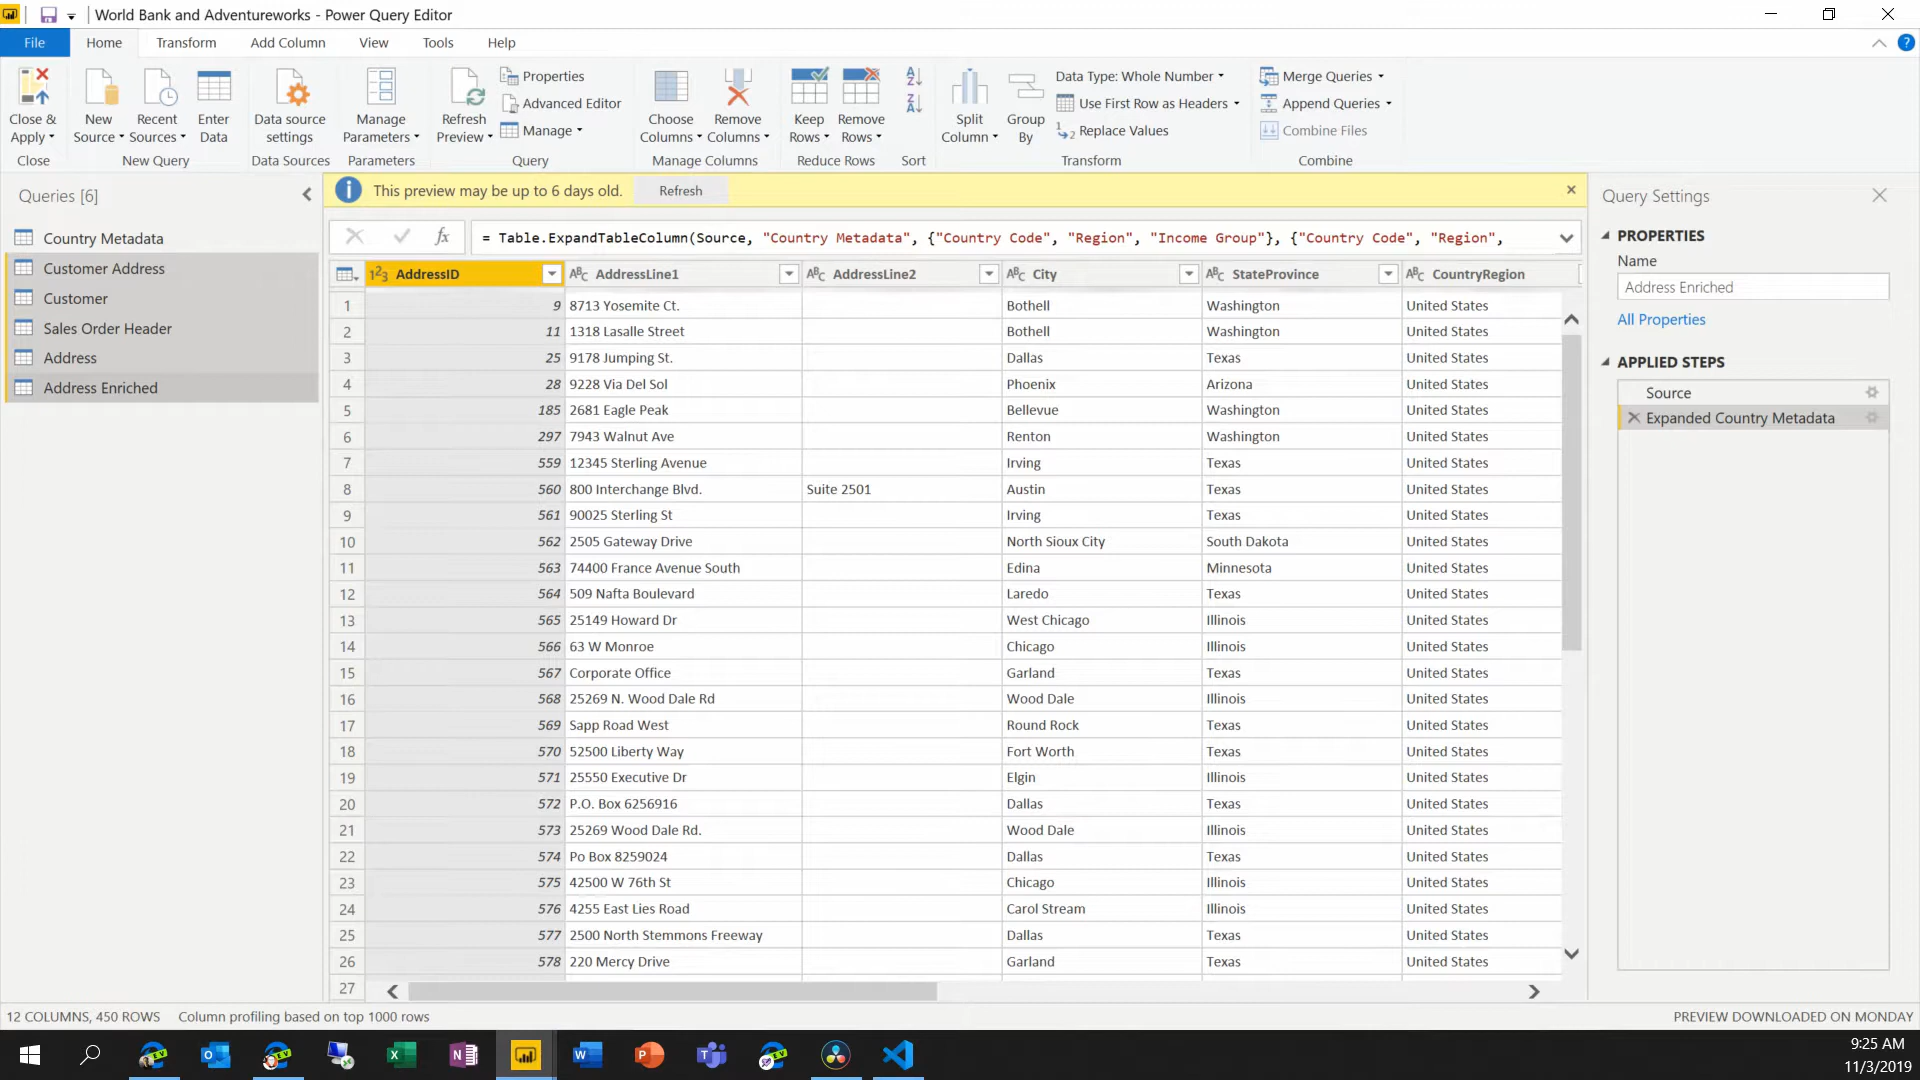 World Bank and Adventureworks - Power Query Editor
File Home Transform Add Column View Tools Help
Close & Apply
New Source
Recent Sources
Enter Data
Data source settings
Manage Parameters
Refresh Preview
Properties
Advanced Editor
Manage
Choose Columns
Remove Columns
Keep Rows
Remove Rows
Split Column
Group By
Data Type: Whole Number
Use First Row as Headers
Replace Values
Merge Queries
Append Queries
Combine Files
Close New Query Data Sources Parameters Query Manage Columns Reduce Rows Sort Transform Combine
Queries [6]
Country Metadata
Customer Address
Customer
Sales Order Header
Address
Address Enriched
This preview may be up to 6 days old. Refresh
fx = Table.ExpandTableColumn(Source, "Country Metadata", {"Country Code", "Region", "Income Group"}, {"Country Code", "Region",
AddressID AddressLine1 AddressLine2 City StateProvince CountryRegion
1 9 8713 Yosemite Ct. Bothell Washington United States
2 11 1318 Lasalle Street Bothell Washington United States
3 25 9178 Jumping St. Dallas Texas United States
4 28 9228 Via Del Sol Phoenix Arizona United States
5 185 2681 Eagle Peak Bellevue Washington United States
6 297 7943 Walnut Ave Renton Washington United States
7 559 12345 Sterling Avenue Irving Texas United States
8 560 800 Interchange Blvd. Suite 2501 Austin Texas United States
9 561 90025 Sterling St Irving Texas United States
10 562 2505 Gateway Drive North Sioux City South Dakota United States
11 563 74400 France Avenue South Edina Minnesota United States
12 564 509 Nafta Boulevard Laredo Texas United States
13 565 25149 Howard Dr West Chicago Illinois United States
14 566 63 W Monroe Chicago Illinois United States
15 567 Corporate Office Garland Texas United States
16 568 25269 N. Wood Dale Rd Wood Dale Illinois United States
17 569 Sapp Road West Round Rock Texas United States
18 570 52500 Liberty Way Fort Worth Texas United States
19 571 25550 Executive Dr Elgin Illinois United States
20 572 P.O. Box 6256916 Dallas Texas United States
21 573 25269 Wood Dale Rd. Wood Dale Illinois United States
22 574 Po Box 8259024 Dallas Texas United States
23 575 42500 W 76th St Chicago Illinois United States
24 576 4255 East Lies Road Carol Stream Illinois United States
25 577 2500 North Stemmons Freeway Dallas Texas United States
26 578 220 Mercy Drive Garland Texas United States
27
Query Settings
PROPERTIES
Name
Address Enriched
All Properties
APPLIED STEPS
Source
Expanded Country Metadata
12 COLUMNS, 450 ROWS Column profiling based on top 1000 rows PREVIEW DOWNLOADED ON MONDAY
9:25 AM
11/3/2019